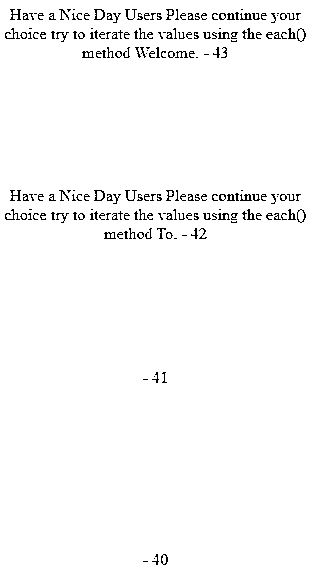 Have a Nice Day Users Please continue your
choice try to iterate the values using the each()
method Welcome. - 43
Have a Nice Day Users Please continue your
choice try to iterate the values using the each()
method To. - 42
- 41
- 40